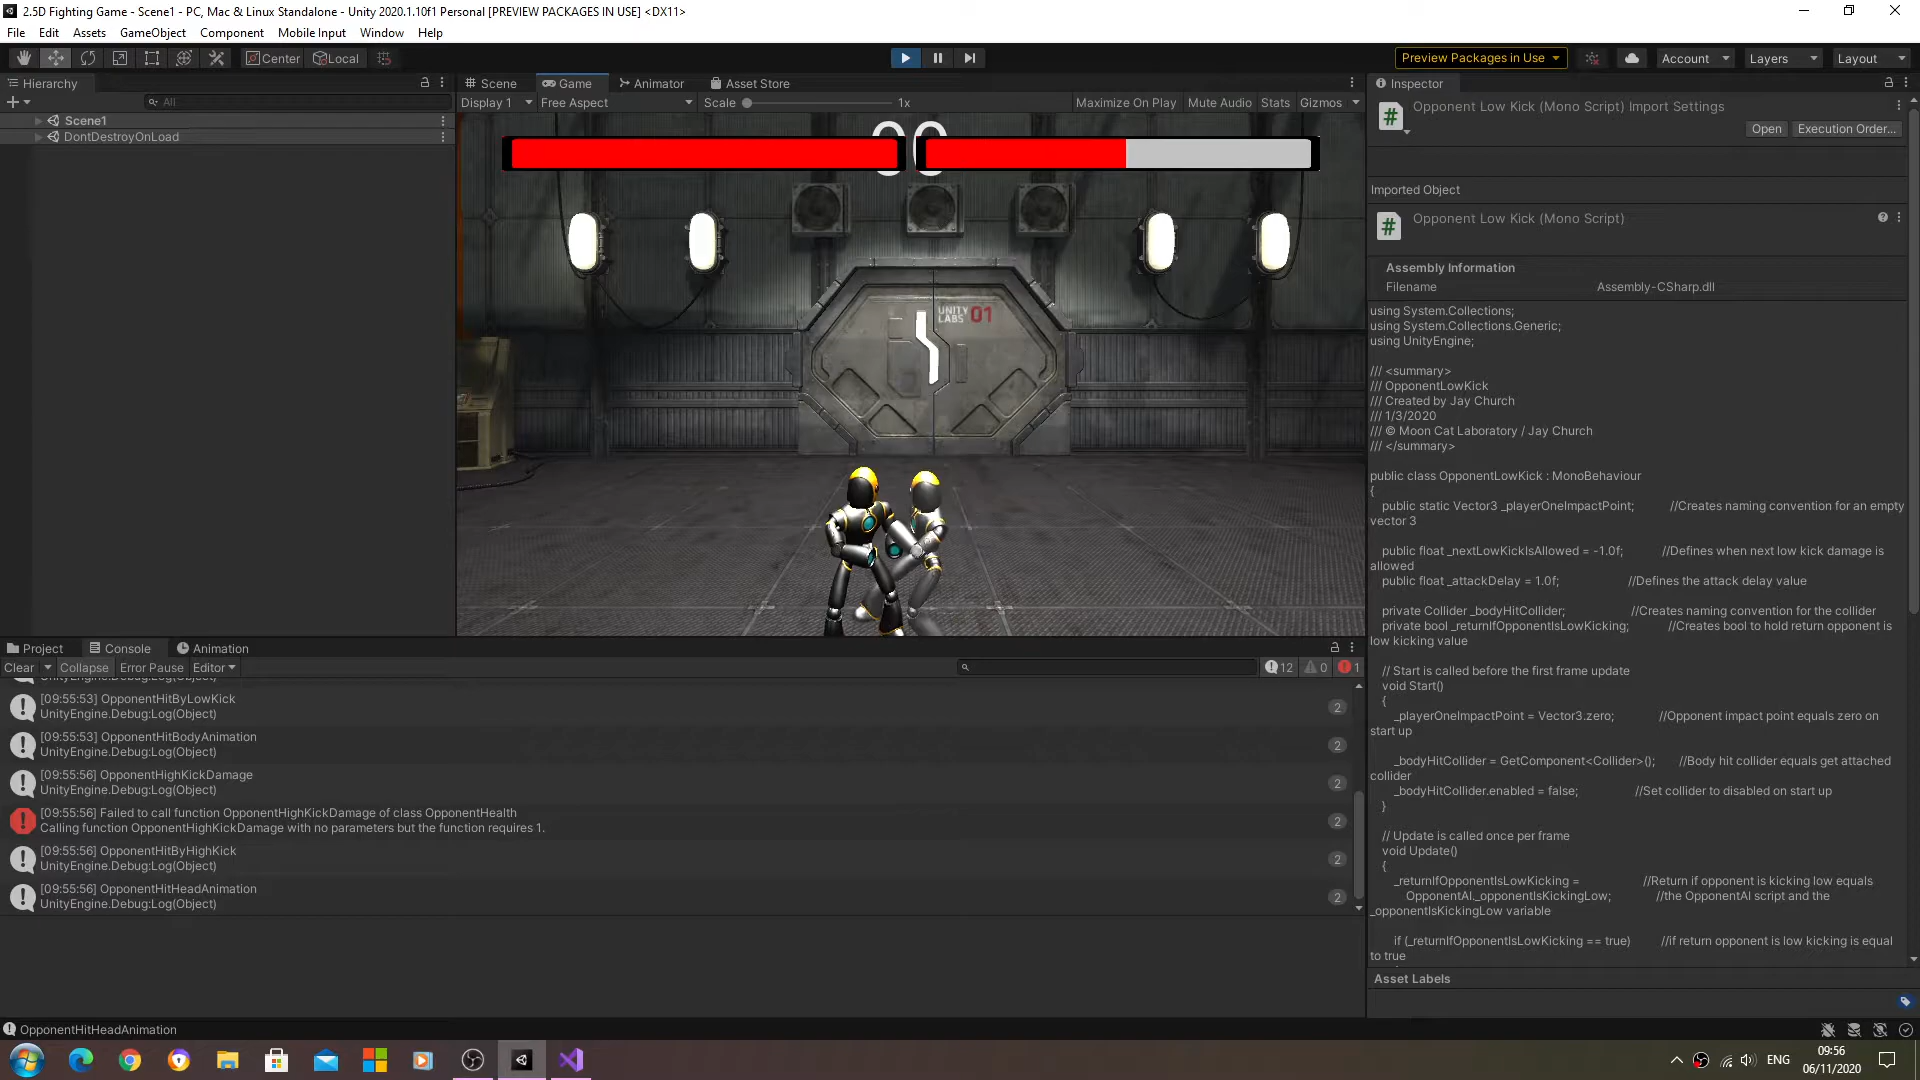 2.5D Fighting Game - Scene1 - PC, Mac & Linux Standalone - Unity 2020.1.10f1 Personal [PREVIEW PACKAGES IN USE] <DX11>
File Edit Assets GameObject Component Mobile Input Window Help
Center Local Preview Packages in Use Account Layers Layout
Hierarchy
All
Scene1
DontDestroyOnLoad
Scene Game Animator Asset Store
Display 1 Free Aspect Scale 1x Maximize On Play Mute Audio Stats Gizmos
UNITY
LABS 01
Inspector
Opponent Low Kick (Mono Script) Import Settings
Open Execution Order...
Imported Object
Opponent Low Kick (Mono Script)
Assembly Information
Filename Assembly-CSharp.dll
using System.Collections;
using System.Collections.Generic;
using UnityEngine;
/// <summary>
/// OpponentLowKick
/// Created by Jay Church
/// 1/3/2020
/// © Moon Cat Laboratory / Jay Church
/// </summary>
public class OpponentLowKick : MonoBehaviour
{
public static Vector3 _playerOneImpactPoint; //Creates naming convention for an empty
vector 3
public float _nextLowKickIsAllowed = -1.0f; //Defines when next low kick damage is
allowed
public float _attackDelay = 1.0f; //Defines the attack delay value
private Collider _bodyHitCollider; //Creates naming convention for the collider
private bool _returnIfOpponentIsLowKicking; //Creates bool to hold return opponent is
low kicking value
// Start is called before the first frame update
void Start()
{
_playerOneImpactPoint = Vector3.zero; //Opponent impact point equals zero on
start up
_bodyHitCollider = GetComponent<Collider>(); //Body hit collider equals get attached
collider
_bodyHitCollider.enabled = false; //Set collider to disabled on start up
}
// Update is called once per frame
void Update()
{
_returnIfOpponentIsLowKicking = //Return if opponent is kicking low equals
OpponentAI._opponentIsKickingLow; //the OpponentAI script and the
_opponentIsKickingLow variable
if (_returnIfOpponentIsLowKicking == true) //if return opponent is low kicking is equal
to true
Asset Labels
Project Console Animation
Clear Collapse Error Pause Editor 12 0 1
UnityEngine.Debug:Log(Object)
[09:55:53] OpponentHitByLowKick
UnityEngine.Debug:Log(Object) 2
[09:55:53] OpponentHitBodyAnimation
UnityEngine.Debug:Log(Object) 2
[09:55:56] OpponentHighKickDamage
UnityEngine.Debug:Log(Object) 2
[09:55:56] Failed to call function OpponentHighKickDamage of class OpponentHealth
Calling function OpponentHighKickDamage with no parameters but the function requires 1. 2
[09:55:56] OpponentHitByHighKick
UnityEngine.Debug:Log(Object) 2
[09:55:56] OpponentHitHeadAnimation
UnityEngine.Debug:Log(Object) 2
OpponentHitHeadAnimation
ENG
09:56
06/11/2020